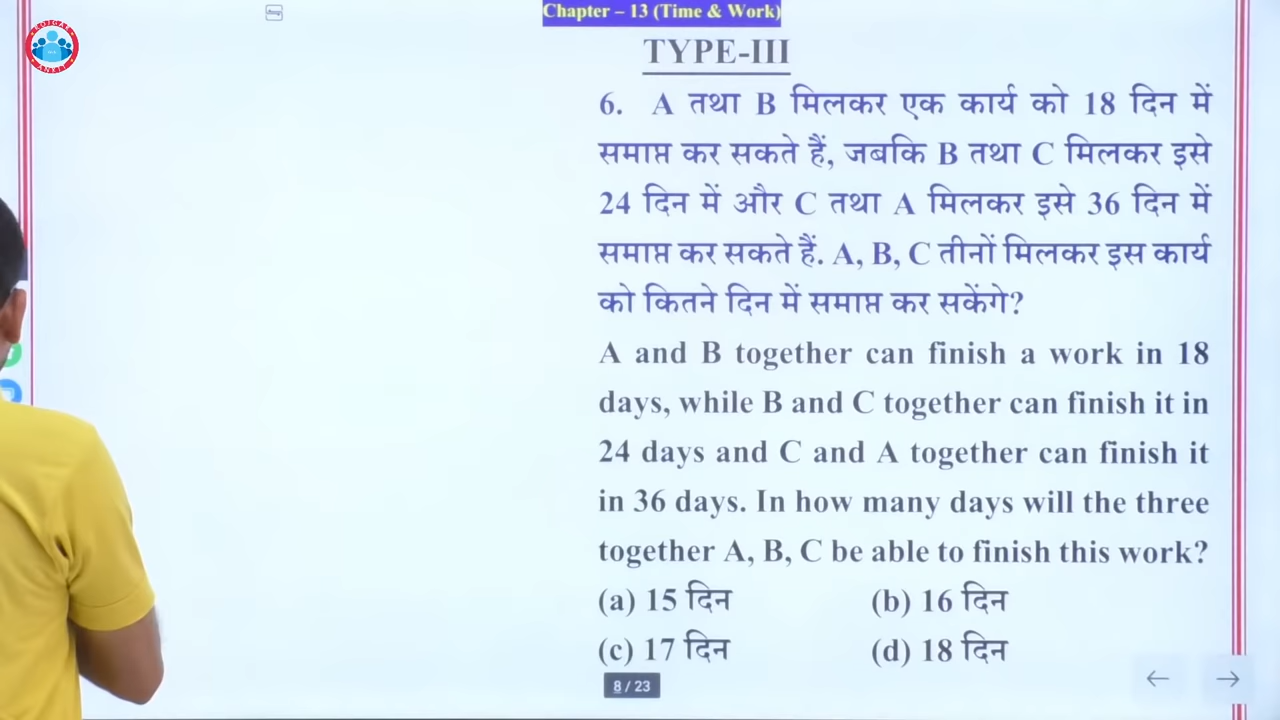 Chapter – 13 (Time & Work)
TYPE-III
6. A तथा B मिलकर एक कार्य को 18 दिन में
समाप्त कर सकते हैं, जबकि B तथा C मिलकर इसे
24 दिन में और C तथा A मिलकर इसे 36 दिन में
समाप्त कर सकते हैं. A, B, C तीनों मिलकर इस कार्य
को कितने दिन में समाप्त कर सकेंगे?
A and B together can finish a work in 18
days, while B and C together can finish it in
24 days and C and A together can finish it
in 36 days. In how many days will the three
together A, B, C be able to finish this work?
(a) 15 दिन (b) 16 दिन
(c) 17 दिन (d) 18 दिन
8 / 23